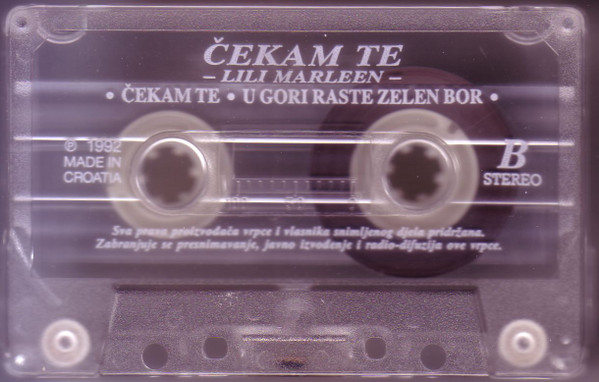 ČEKAM TE
– LILI MARLEEN –
• ČEKAM TE • U GORI RASTE ZELEN BOR •
℗ 1992
MADE IN
CROATIA
B
STEREO
Sva prava proizvođača vrpce i vlasnika snimljenog djela pridržana.
Zabranjuje se presnimavanje, javno izvođenje i radio-difuzija ove vrpce.